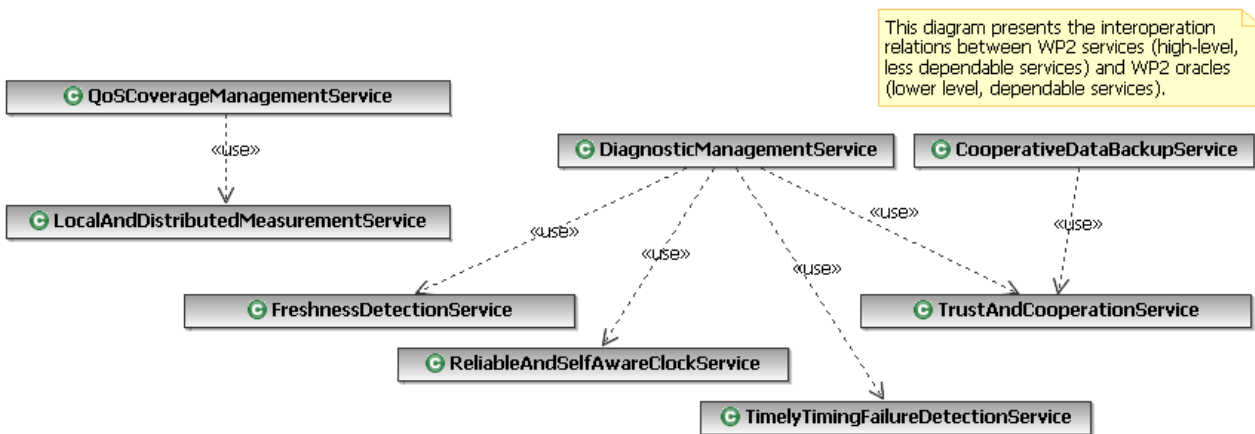 This diagram presents the interoperation
relations between WP2 services (high-level,
less dependable services) and WP2 oracles
(lower level, dependable services).
C QoSCoverageManagementService
«use»
C DiagnosticManagementService
C CooperativeDataBackupService
C LocalAndDistributedMeasurementService
«use»
«use»
«use»
«use»
«use»
C FreshnessDetectionService
C TrustAndCooperationService
C ReliableAndSelfAwareClockService
C TimelyTimingFailureDetectionService